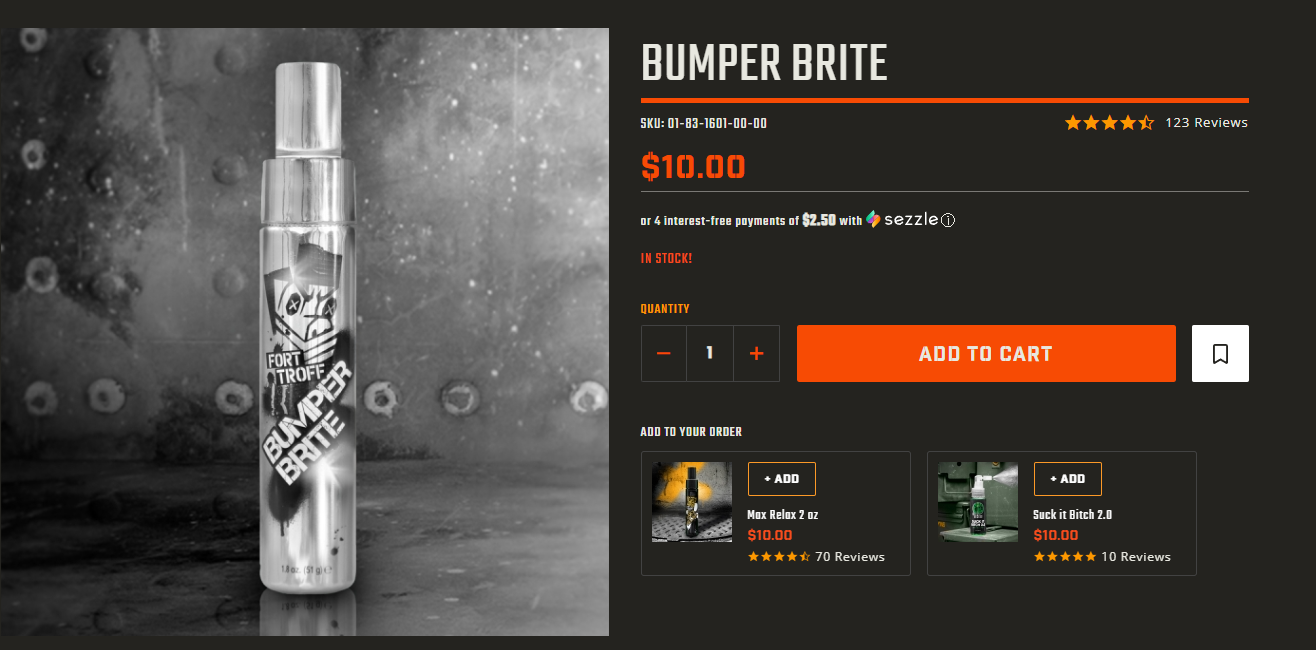 BUMPER BRITE
SKU: 01-83-1601-00-00
123 Reviews
$10.00
or 4 interest-free payments of $2.50 with sezzle
IN STOCK!
QUANTITY
− 1 +
ADD TO CART
ADD TO YOUR ORDER
+ ADD
Max Relax 2 oz
$10.00
70 Reviews
+ ADD
Suck it Bitch 2.0
$10.00
10 Reviews
FORT
TROFF
BUMPER
BRITE
1.8 oz. (51 g) e